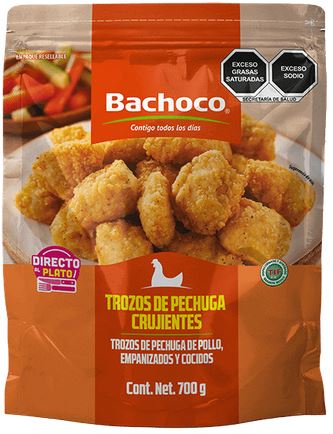 EMPAQUE RESELLABLE
EXCESO
GRASAS
SATURADAS
EXCESO
SODIO
SECRETARÍA DE SALUD
Bachoco®
Contigo todos los días
DIRECTO
AL PLATO
TIF
TROZOS DE PECHUGA
CRUJIENTES
TROZOS DE PECHUGA DE POLLO,
EMPANIZADOS Y COCIDOS
Cont. Net. 700 g